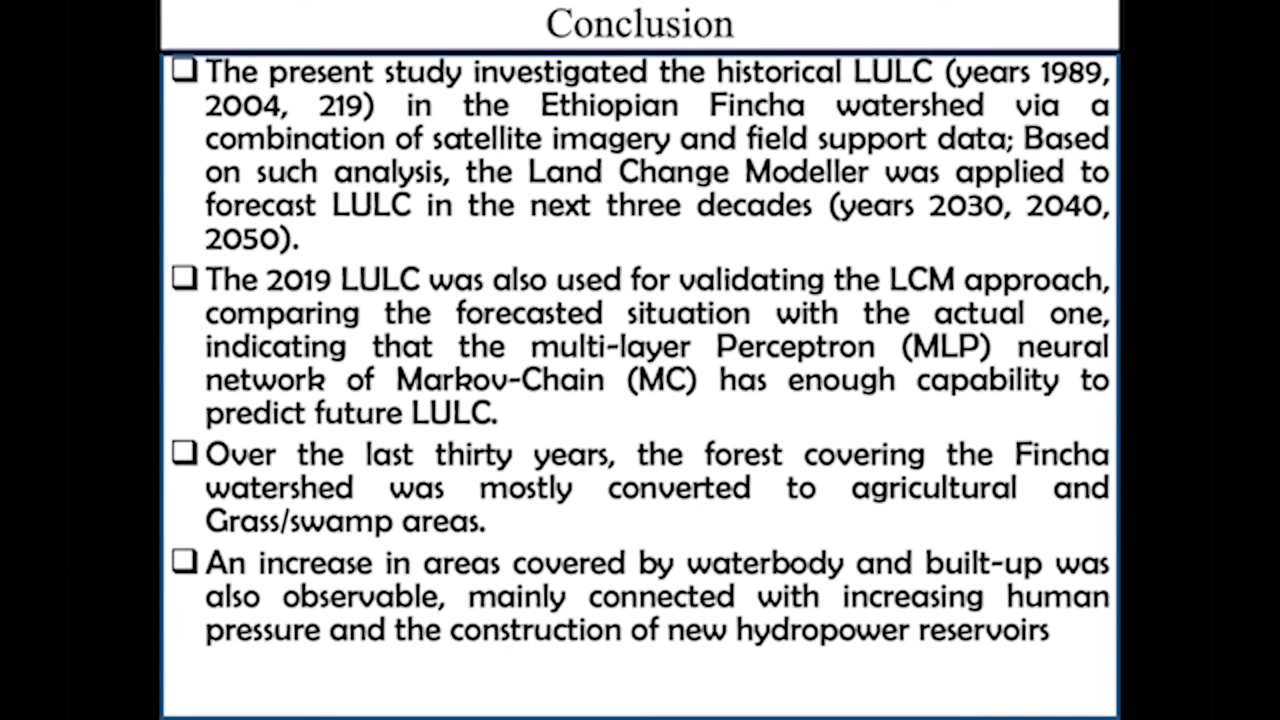 Conclusion
❑ The present study investigated the historical LULC (years 1989,
2004, 219) in the Ethiopian Fincha watershed via a
combination of satellite imagery and field support data; Based
on such analysis, the Land Change Modeller was applied to
forecast LULC in the next three decades (years 2030, 2040,
2050).
❑ The 2019 LULC was also used for validating the LCM approach,
comparing the forecasted situation with the actual one,
indicating that the multi-layer Perceptron (MLP) neural
network of Markov-Chain (MC) has enough capability to
predict future LULC.
❑ Over the last thirty years, the forest covering the Fincha
watershed was mostly converted to agricultural and
Grass/swamp areas.
❑ An increase in areas covered by waterbody and built-up was
also observable, mainly connected with increasing human
pressure and the construction of new hydropower reservoirs